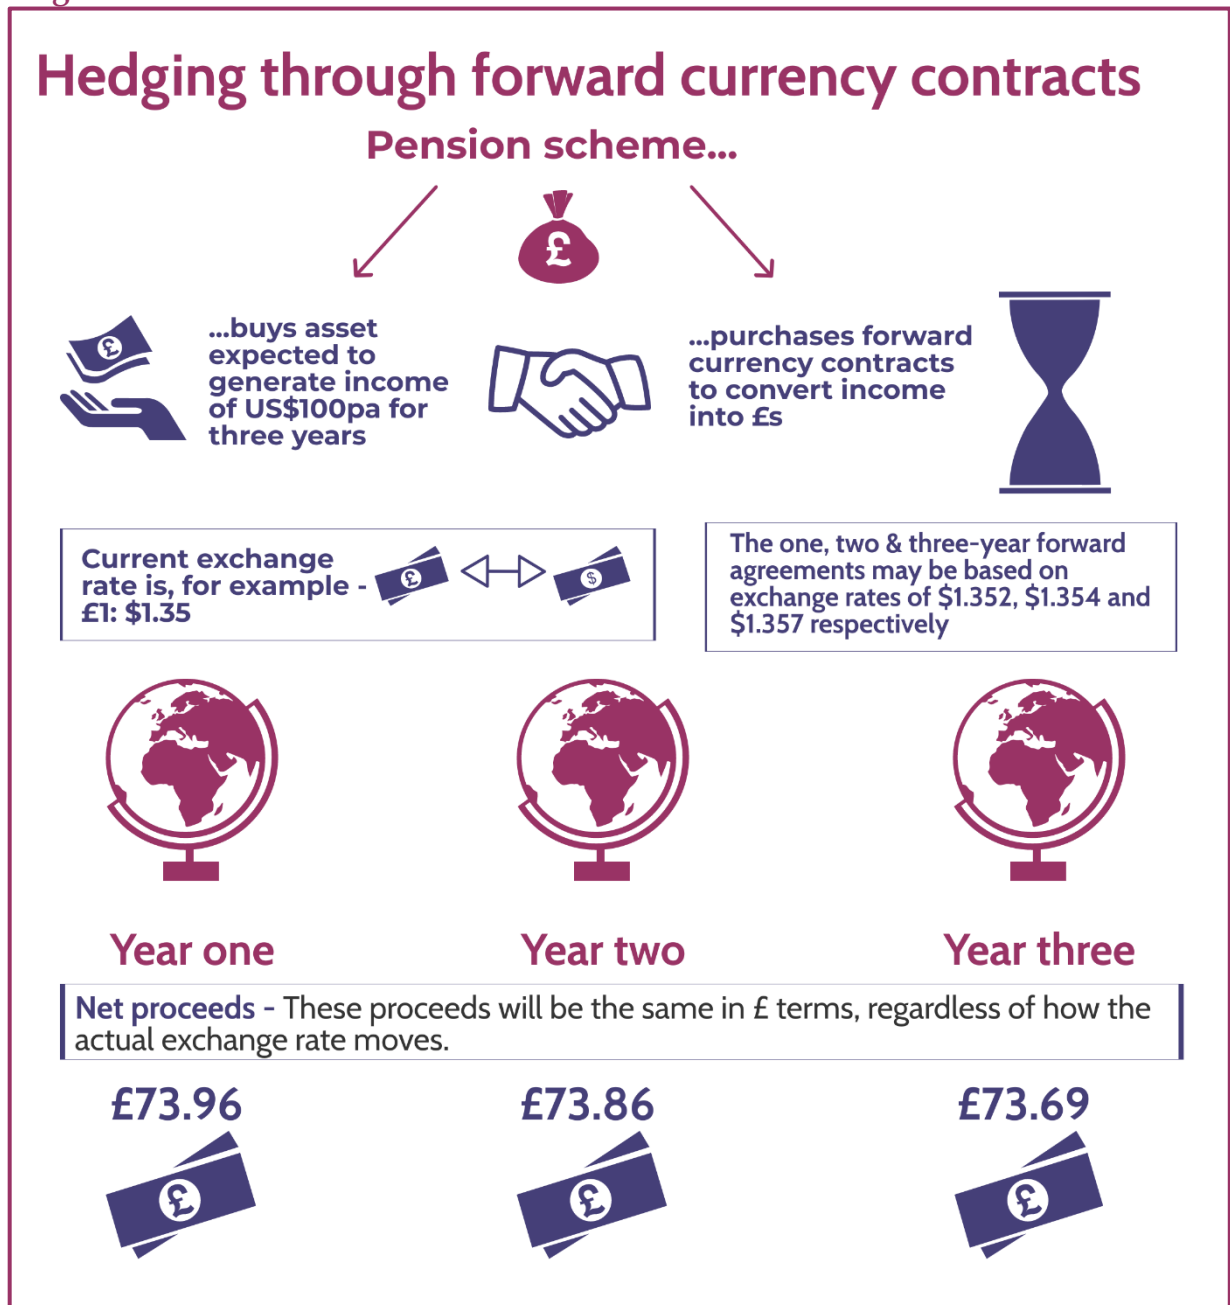 Hedging through forward currency contracts
Pension scheme...
£
£
...buys asset
expected to
generate income
of US$100pa for
three years
...purchases forward
currency contracts
to convert income
into £s
Current exchange
rate is, for example -
£1: $1.35
£
$
The one, two & three-year forward
agreements may be based on
exchange rates of $1.352, $1.354 and
$1.357 respectively
Year one
Year two
Year three
Net proceeds - These proceeds will be the same in £ terms, regardless of how the
actual exchange rate moves.
£73.96
£73.86
£73.69
£
£
£